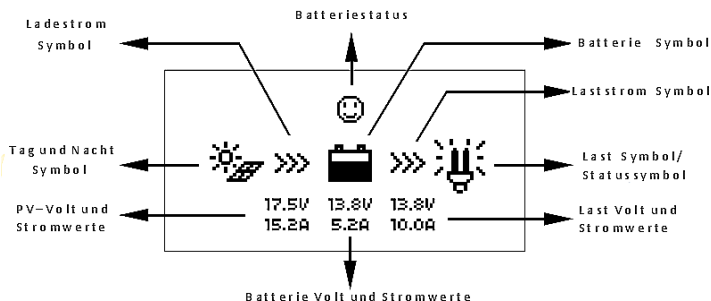 Batteriestatus
Ladestrom
Symbol
Batterie Symbol
Laststrom Symbol
Tag und Nacht
Symbol
Last Symbol/
Statussymbol
PV-Volt und
Stromwerte
17.5V 13.8V 13.8V
15.2A 5.2A 10.0A
Last Volt und
Stromwerte
Batterie Volt und Stromwerte